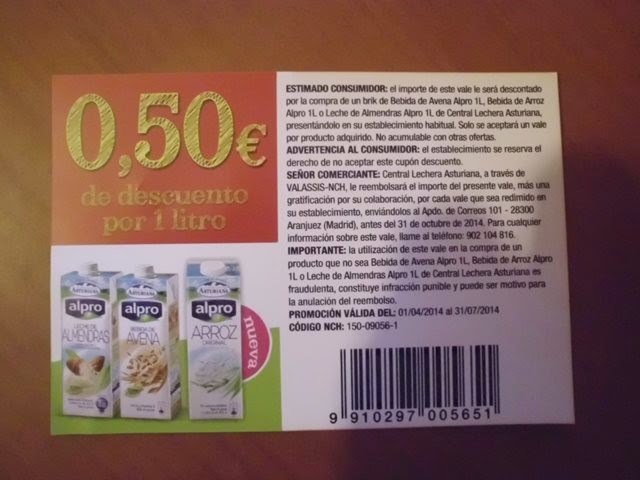 0,50€
de descuento
por 1 litro
ASTURIANA
alpro
LECHE DE
ALMENDRAS
ASTURIANA
alpro
BEBIDA DE
AVENA
ASTURIANA
alpro
ARROZ
ORIGINAL
nueva
ESTIMADO CONSUMIDOR: el importe de este vale le será descontado
por la compra de un brik de Bebida de Avena Alpro 1L, Bebida de Arroz
Alpro 1L o Leche de Almendras Alpro 1L de Central Lechera Asturiana,
presentándolo en su establecimiento habitual. Solo se aceptará un vale
por producto adquirido. No acumulable con otras ofertas.
ADVERTENCIA AL CONSUMIDOR: el establecimiento se reserva el
derecho de no aceptar este cupón descuento.
SEÑOR COMERCIANTE: Central Lechera Asturiana, a través de
VALASSIS-NCH, le reembolsará el importe del presente vale, más una
gratificación por su colaboración, por cada vale que sea redimido en
su establecimiento, enviándolos al Apdo. de Correos 101 - 28300
Aranjuez (Madrid), antes del 31 de octubre de 2014. Para cualquier
información sobre este vale, llame al teléfono: 902 104 816.
IMPORTANTE: la utilización de este vale en la compra de un
producto que no sea Bebida de Avena Alpro 1L, Bebida de Arroz Alpro
1L o Leche de Almendras Alpro 1L de Central Lechera Asturiana es
fraudulenta, constituye infracción punible y puede ser motivo para
la anulación del reembolso.
PROMOCIÓN VÁLIDA DEL: 01/04/2014 al 31/07/2014
CÓDIGO NCH: 150-09056-1
9 910297 005651